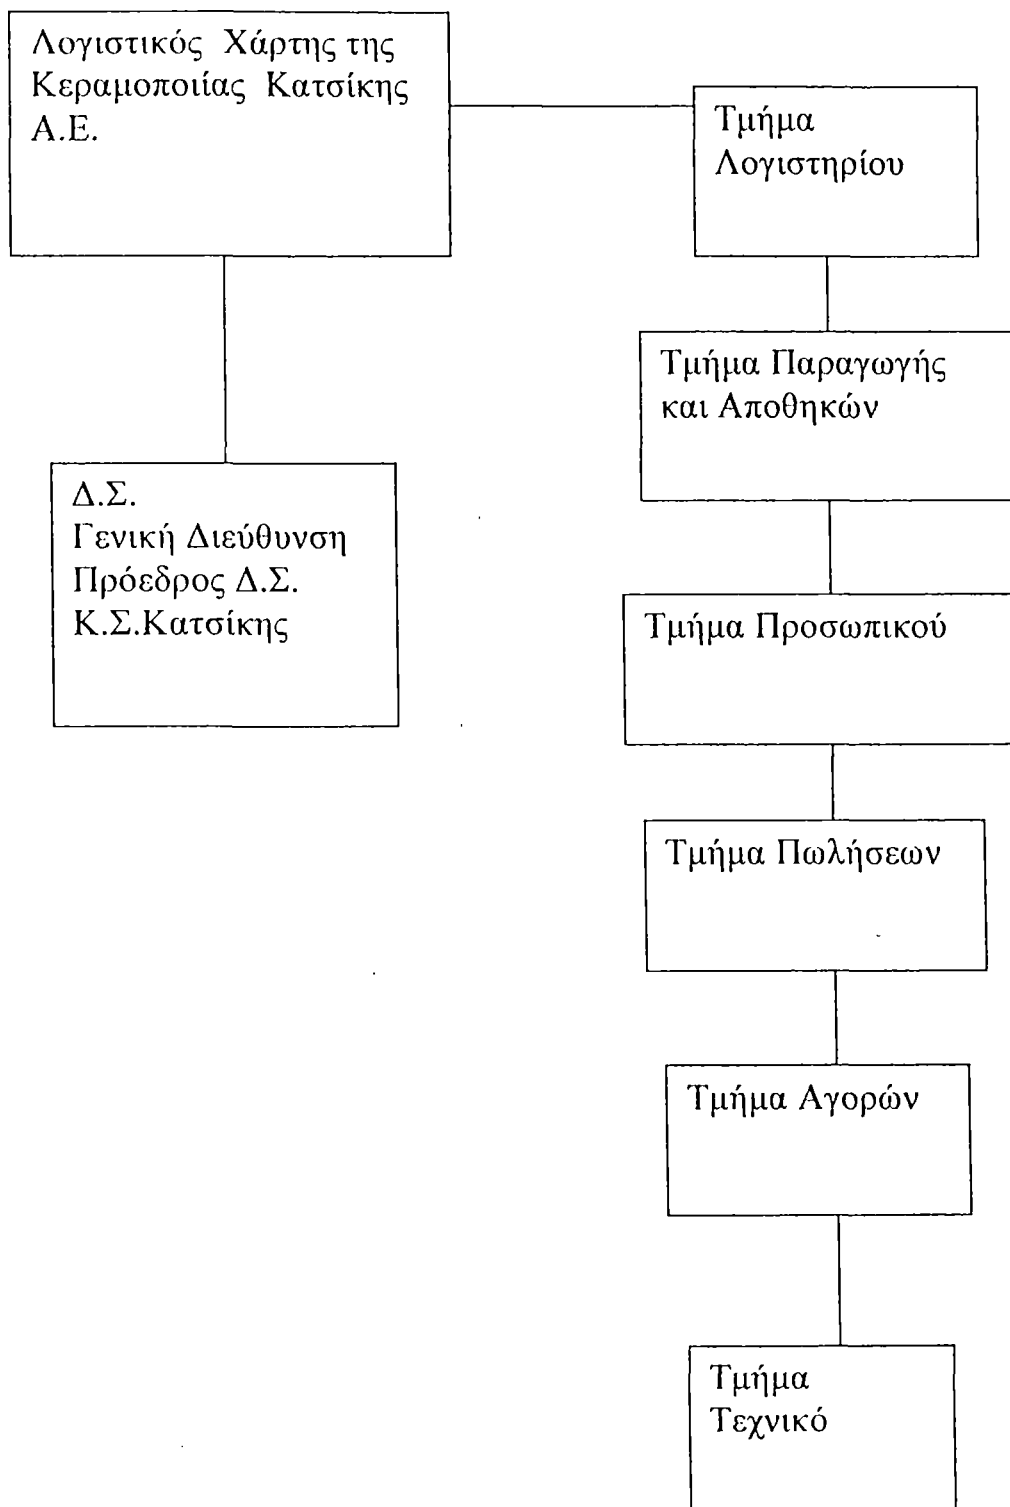 Λογιστικός Χάρτης της
Κεραμοποιίας Κατσίκης
Α.Ε.
Τμήμα
Λογιστηρίου
Τμήμα Παραγωγής
και Αποθηκών
Δ.Σ.
Γενική Διεύθυνση
Πρόεδρος Δ.Σ.
Κ.Σ.Κατσίκης
Τμήμα Προσωπικού
Τμήμα Πωλήσεων
Τμήμα Αγορών
Τμήμα
Τεχνικό